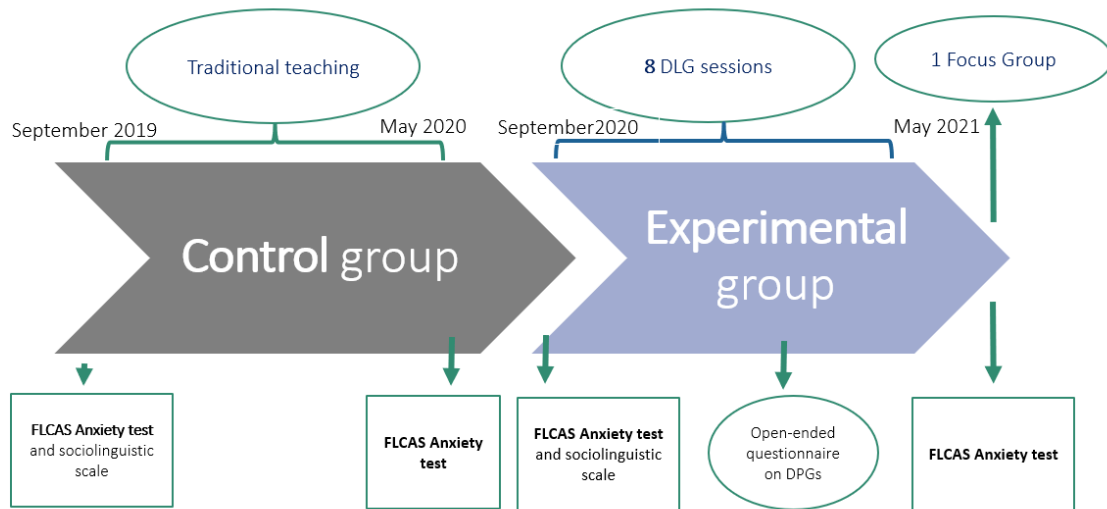 Traditional teaching
8 DLG sessions
1 Focus Group
September 2019
May 2020
September2020
May 2021
Control group
Experimental
group
FLCAS Anxiety test
and sociolinguistic
scale
FLCAS Anxiety
test
FLCAS Anxiety test
and sociolinguistic
scale
Open-ended
questionnaire
on DPGs
FLCAS Anxiety test